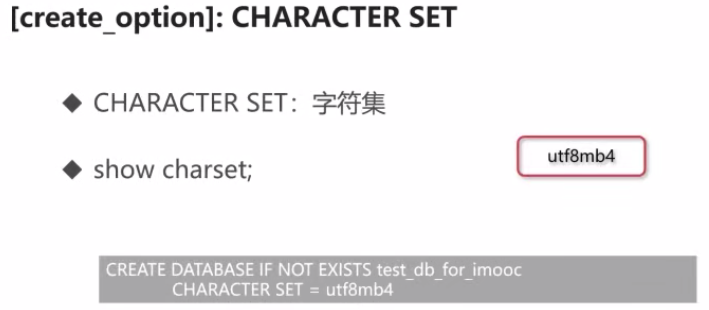 [create_option]: CHARACTER SET
◆ CHARACTER SET：字符集
◆ show charset;
utf8mb4
CREATE DATABASE IF NOT EXISTS test_db_for_imooc
CHARACTER SET = utf8mb4